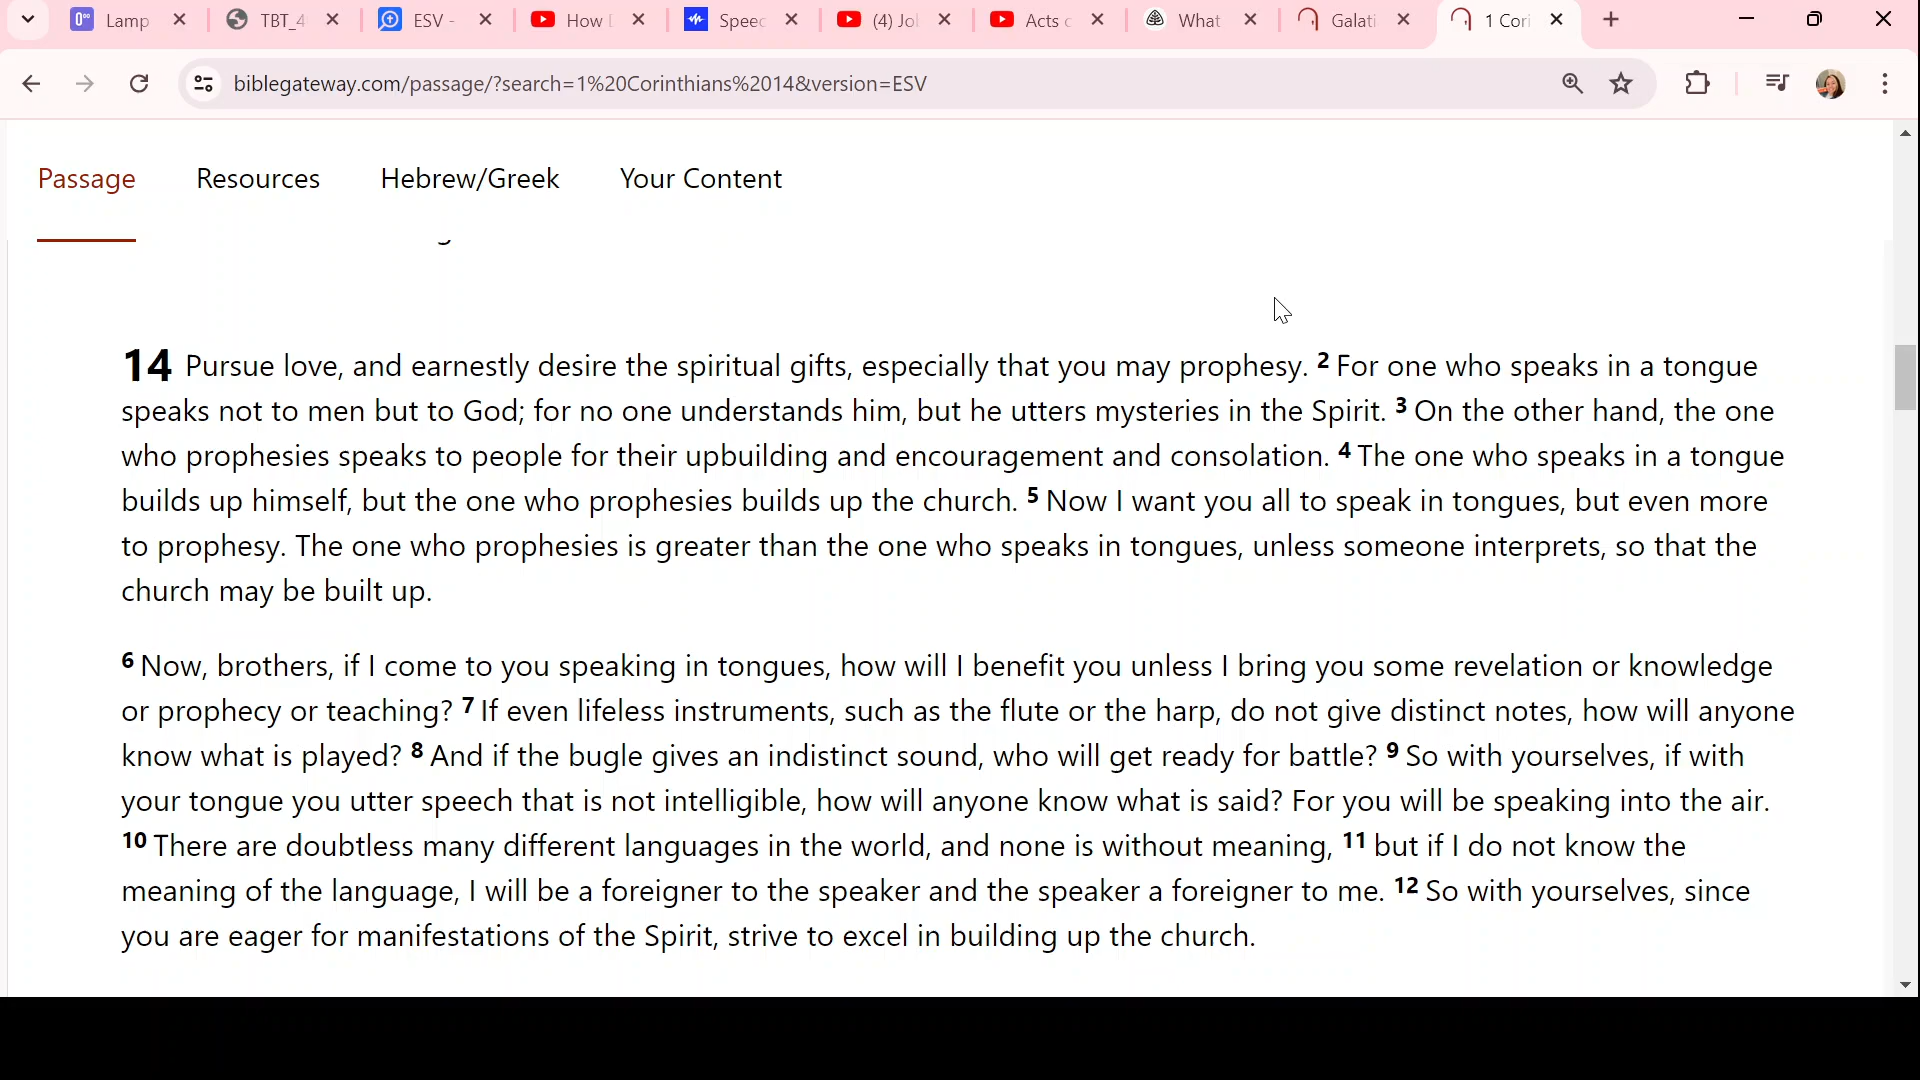 Lamp
TBT_4
ESV -
How
Speec
(4) Jo
Acts
What
Galati
1 Cori
biblegateway.com/passage/?search=1%20Corinthians%2014&version=ESV
Passage
Resources
Hebrew/Greek
Your Content
14 Pursue love, and earnestly desire the spiritual gifts, especially that you may prophesy. 2 For one who speaks in a tongue
speaks not to men but to God; for no one understands him, but he utters mysteries in the Spirit. 3 On the other hand, the one
who prophesies speaks to people for their upbuilding and encouragement and consolation. 4 The one who speaks in a tongue
builds up himself, but the one who prophesies builds up the church. 5 Now I want you all to speak in tongues, but even more
to prophesy. The one who prophesies is greater than the one who speaks in tongues, unless someone interprets, so that the
church may be built up.
6 Now, brothers, if I come to you speaking in tongues, how will I benefit you unless I bring you some revelation or knowledge
or prophecy or teaching? 7 If even lifeless instruments, such as the flute or the harp, do not give distinct notes, how will anyone
know what is played? 8 And if the bugle gives an indistinct sound, who will get ready for battle? 9 So with yourselves, if with
your tongue you utter speech that is not intelligible, how will anyone know what is said? For you will be speaking into the air.
10 There are doubtless many different languages in the world, and none is without meaning, 11 but if I do not know the
meaning of the language, I will be a foreigner to the speaker and the speaker a foreigner to me. 12 So with yourselves, since
you are eager for manifestations of the Spirit, strive to excel in building up the church.